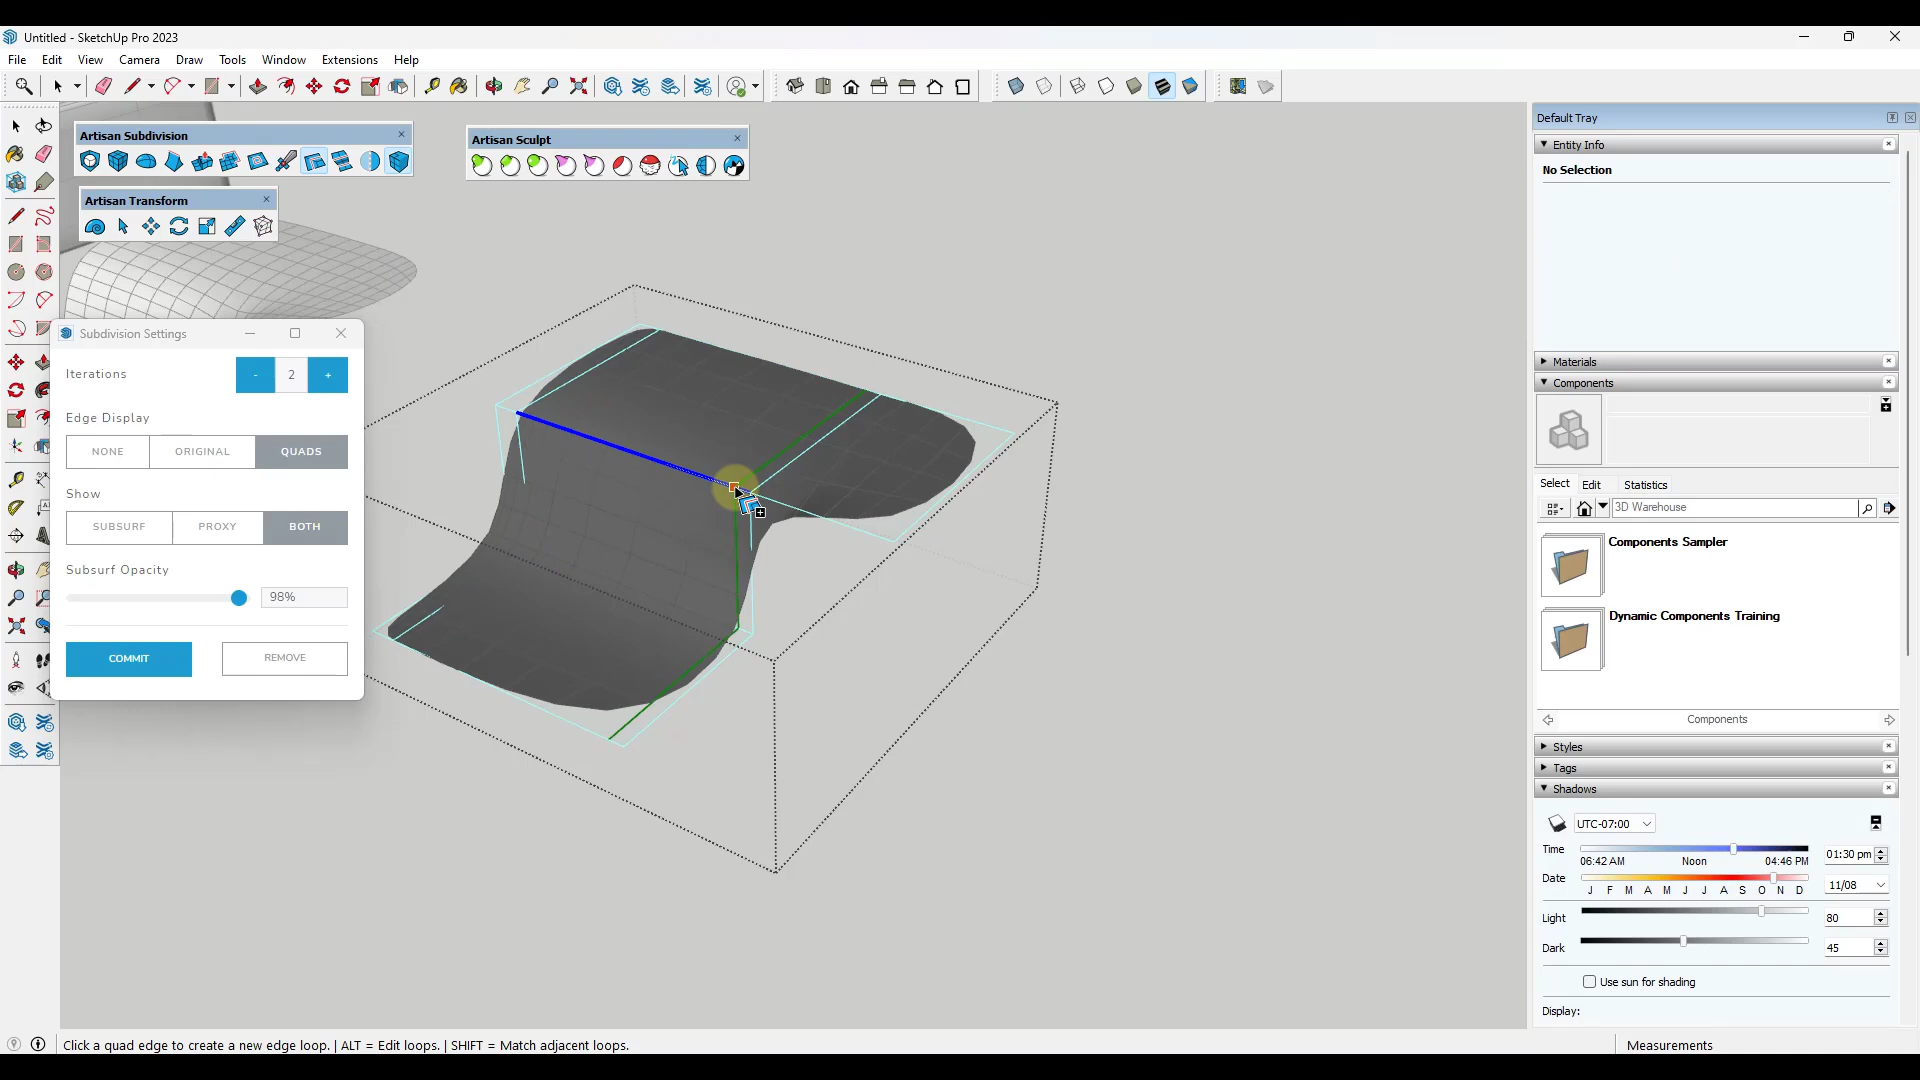 Untitled - SketchUp Pro 2023
File Edit View Camera Draw Tools Window Extensions Help
Artisan Subdivision
Artisan Sculpt
Artisan Transform
Subdivision Settings
Iterations
- 2 +
Edge Display
NONE ORIGINAL QUADS
Show
SUBSURF PROXY BOTH
Subsurf Opacity
98%
COMMIT REMOVE
Default Tray
Entity Info
No Selection
Materials
Components
Select Edit Statistics
3D Warehouse
Components Sampler
Dynamic Components Training
Components
Styles
Tags
Shadows
UTC-07:00
Time
06:42 AM Noon 04:46 PM
01:30 pm
Date
J F M A M J J A S O N D
11/08
Light 80
Dark 45
Use sun for shading
Display:
Click a quad edge to create a new edge loop. | ALT = Edit loops. | SHIFT = Match adjacent loops.
Measurements